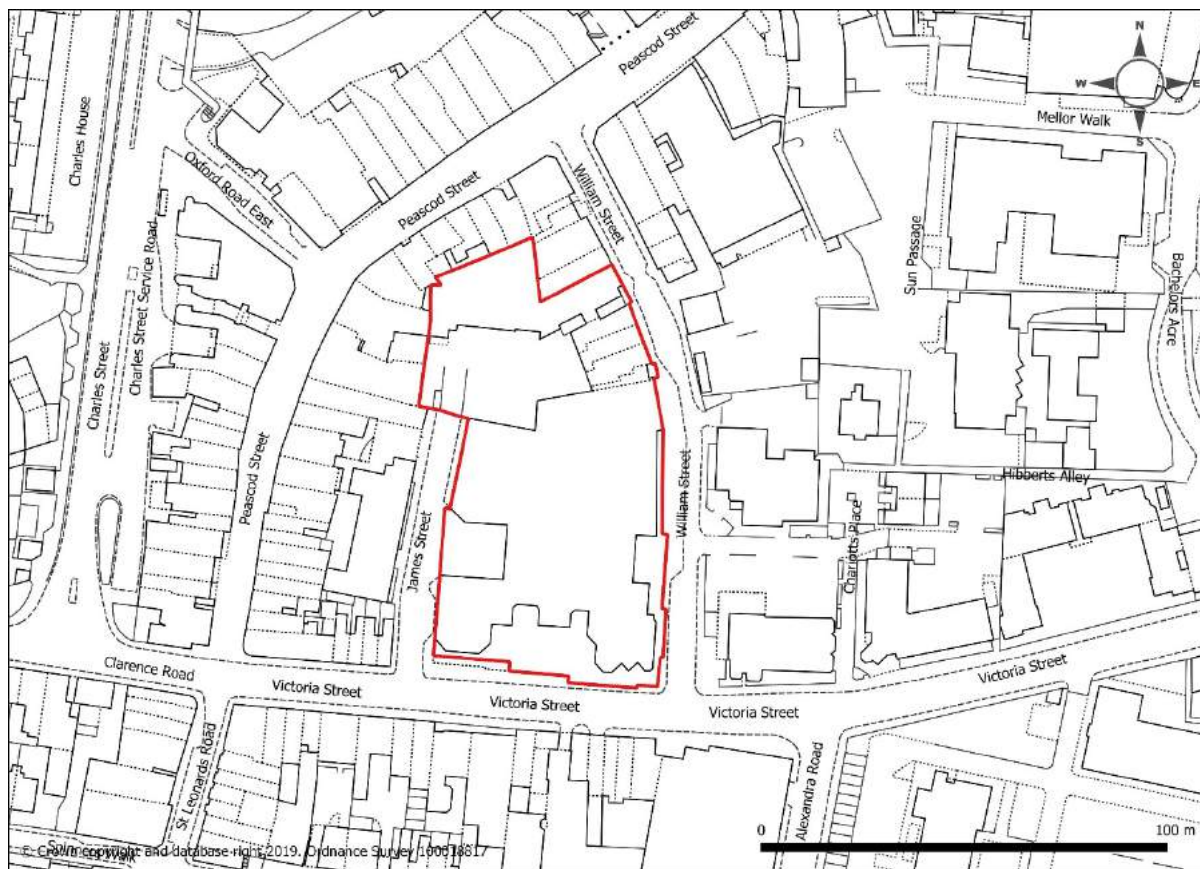 Peascod Street
N
W
E
S
Mellor Walk
Charles House
Oxford Road East
Peascod Street
William Street
Charles Street Service Road
Sun Passage
Bachelors Acre
Charles Street
Peascod Street
James Street
William Street
Hibberts Alley
Chariotts Place
Clarence Road
Victoria Street
Victoria Street
Victoria Street
Victoria Street
St Leonards Road
Alexandra Road
0
100 m
© Crown copyright and database right 2019. Ordnance Survey 100018817